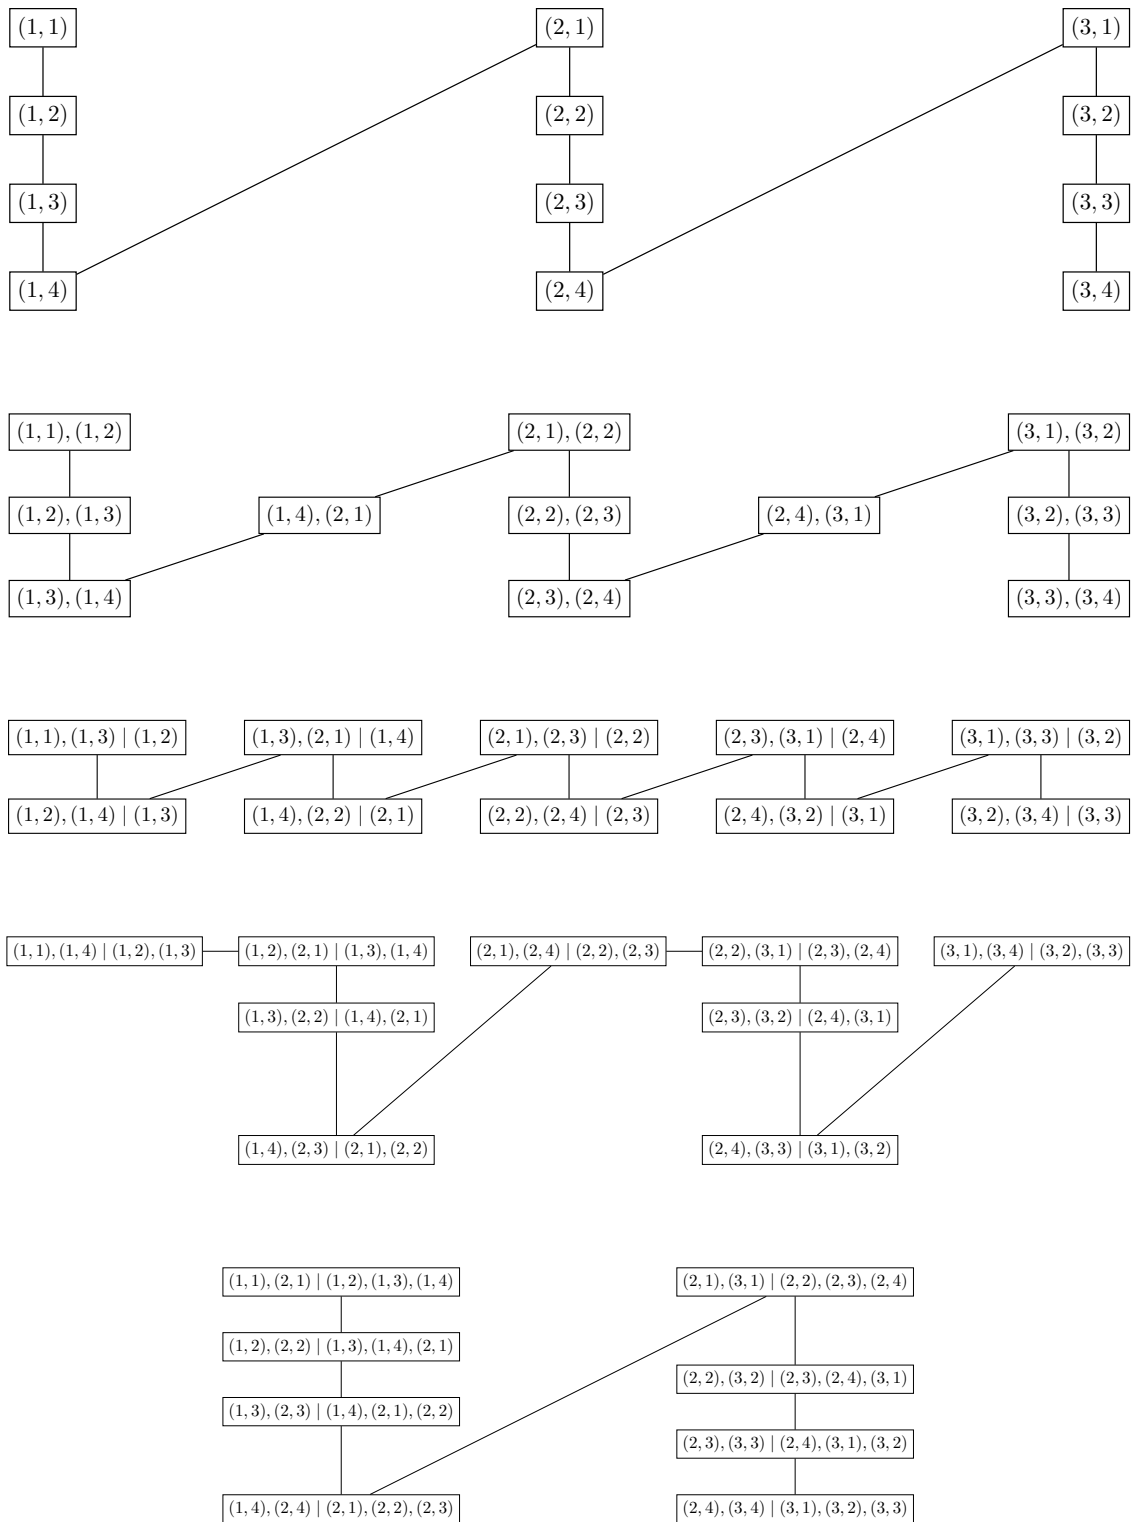 (1, 1) (2, 1) (3, 1)
(1, 2) (2, 2) (3, 2)
(1, 3) (2, 3) (3, 3)
(1, 4) (2, 4) (3, 4)
(1, 1), (1, 2) (2, 1), (2, 2) (3, 1), (3, 2)
(1, 2), (1, 3) (1, 4), (2, 1) (2, 2), (2, 3) (2, 4), (3, 1) (3, 2), (3, 3)
(1, 3), (1, 4) (2, 3), (2, 4) (3, 3), (3, 4)
(1, 1), (1, 3) | (1, 2) (1, 3), (2, 1) | (1, 4) (2, 1), (2, 3) | (2, 2) (2, 3), (3, 1) | (2, 4) (3, 1), (3, 3) | (3, 2)
(1, 2), (1, 4) | (1, 3) (1, 4), (2, 2) | (2, 1) (2, 2), (2, 4) | (2, 3) (2, 4), (3, 2) | (3, 1) (3, 2), (3, 4) | (3, 3)
(1, 1), (1, 4) | (1, 2), (1, 3) (1, 2), (2, 1) | (1, 3), (1, 4) (2, 1), (2, 4) | (2, 2), (2, 3) (2, 2), (3, 1) | (2, 3), (2, 4) (3, 1), (3, 4) | (3, 2), (3, 3)
(1, 3), (2, 2) | (1, 4), (2, 1) (2, 3), (3, 2) | (2, 4), (3, 1)
(1, 4), (2, 3) | (2, 1), (2, 2) (2, 4), (3, 3) | (3, 1), (3, 2)
(1, 1), (2, 1) | (1, 2), (1, 3), (1, 4) (2, 1), (3, 1) | (2, 2), (2, 3), (2, 4)
(1, 2), (2, 2) | (1, 3), (1, 4), (2, 1)
(2, 2), (3, 2) | (2, 3), (2, 4), (3, 1)
(1, 3), (2, 3) | (1, 4), (2, 1), (2, 2)
(2, 3), (3, 3) | (2, 4), (3, 1), (3, 2)
(1, 4), (2, 4) | (2, 1), (2, 2), (2, 3) (2, 4), (3, 4) | (3, 1), (3, 2), (3, 3)